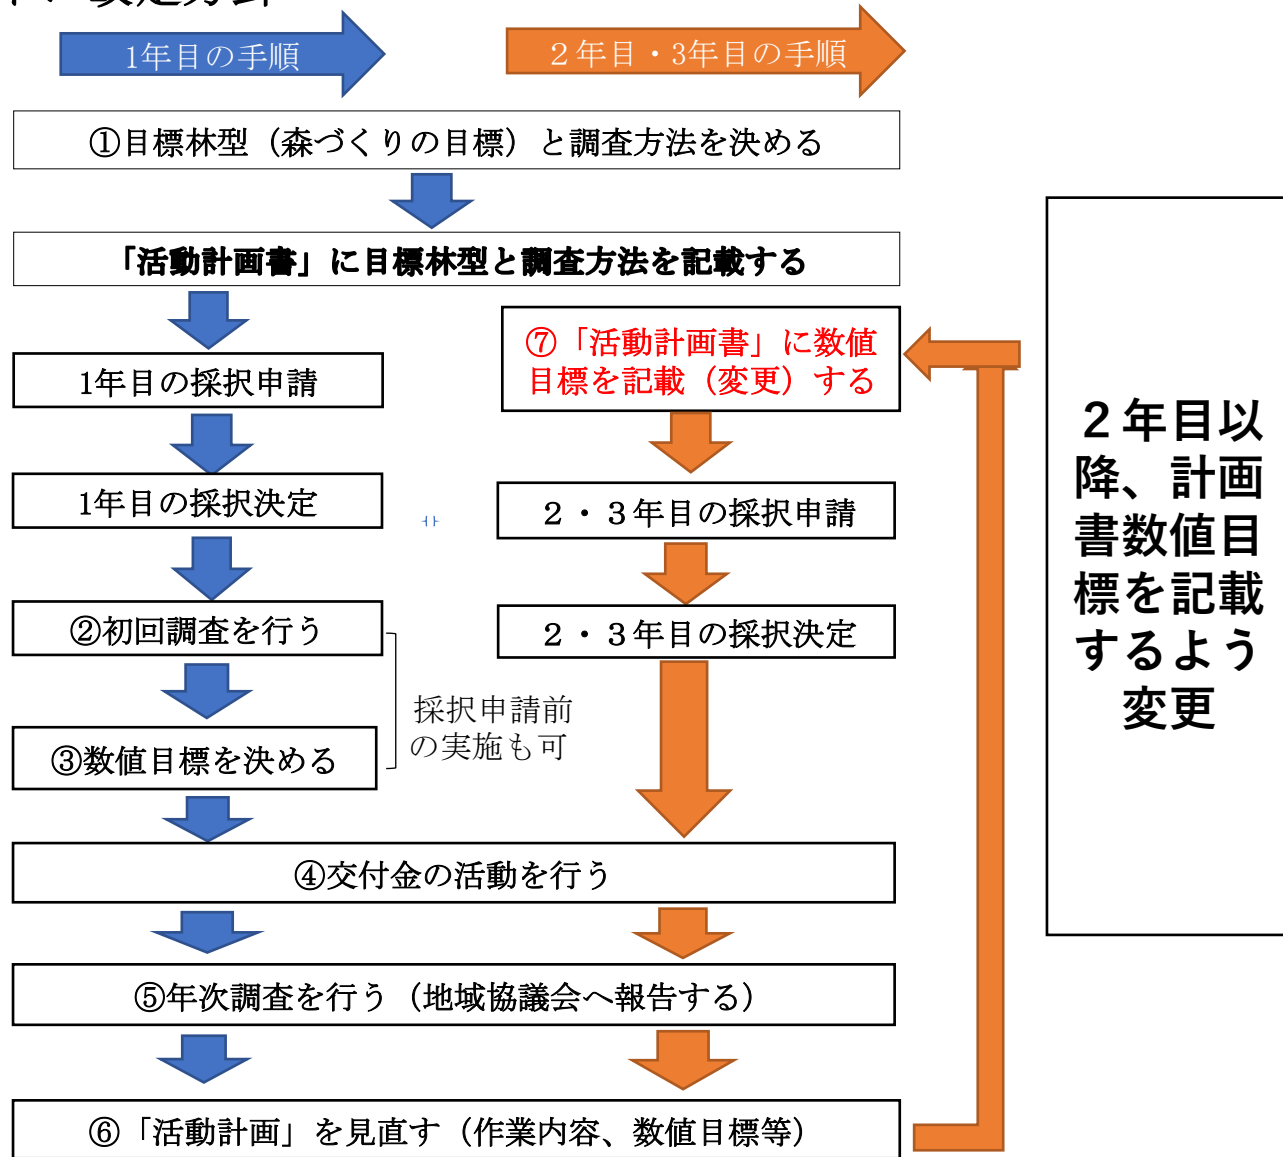 1年目の手順
２年目・3年目の手順
①目標林型（森づくりの目標）と調査方法を決める
「活動計画書」に目標林型と調査方法を記載する
1年目の採択申請
1年目の採択決定
②初回調査を行う
③数値目標を決める
採択申請前
の実施も可
⑦「活動計画書」に数値
目標を記載（変更）する
２・３年目の採択申請
２・３年目の採択決定
④交付金の活動を行う
⑤年次調査を行う（地域協議会へ報告する）
⑥「活動計画」を見直す（作業内容、数値目標等）
２年目以
降、計画
書数値目
標を記載
するよう
変更